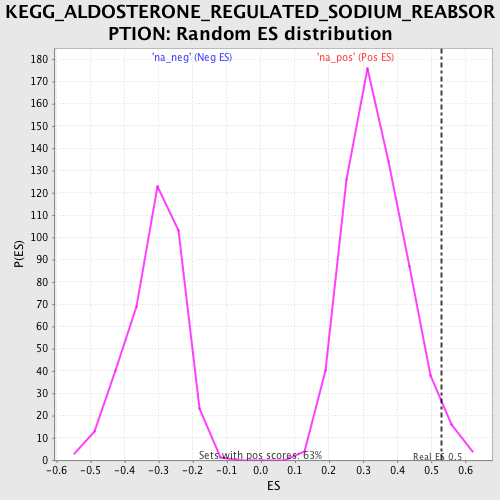 KEGG_ALDOSTERONE_REGULATED_SODIUM_REABSOR
PTION: Random ES distribution
'na_neg' (Neg ES) 'na_pos' (Pos ES)
180
170
160
150
140
130
120
110
100
90
80
70
60
50
40
30
20
10
0
P(ES)
Sets with pos scores: 63%
Real ES 0.5
-0.6 -0.5 -0.4 -0.3 -0.2 -0.1 0.0 0.1 0.2 0.3 0.4 0.5 0.6
ES